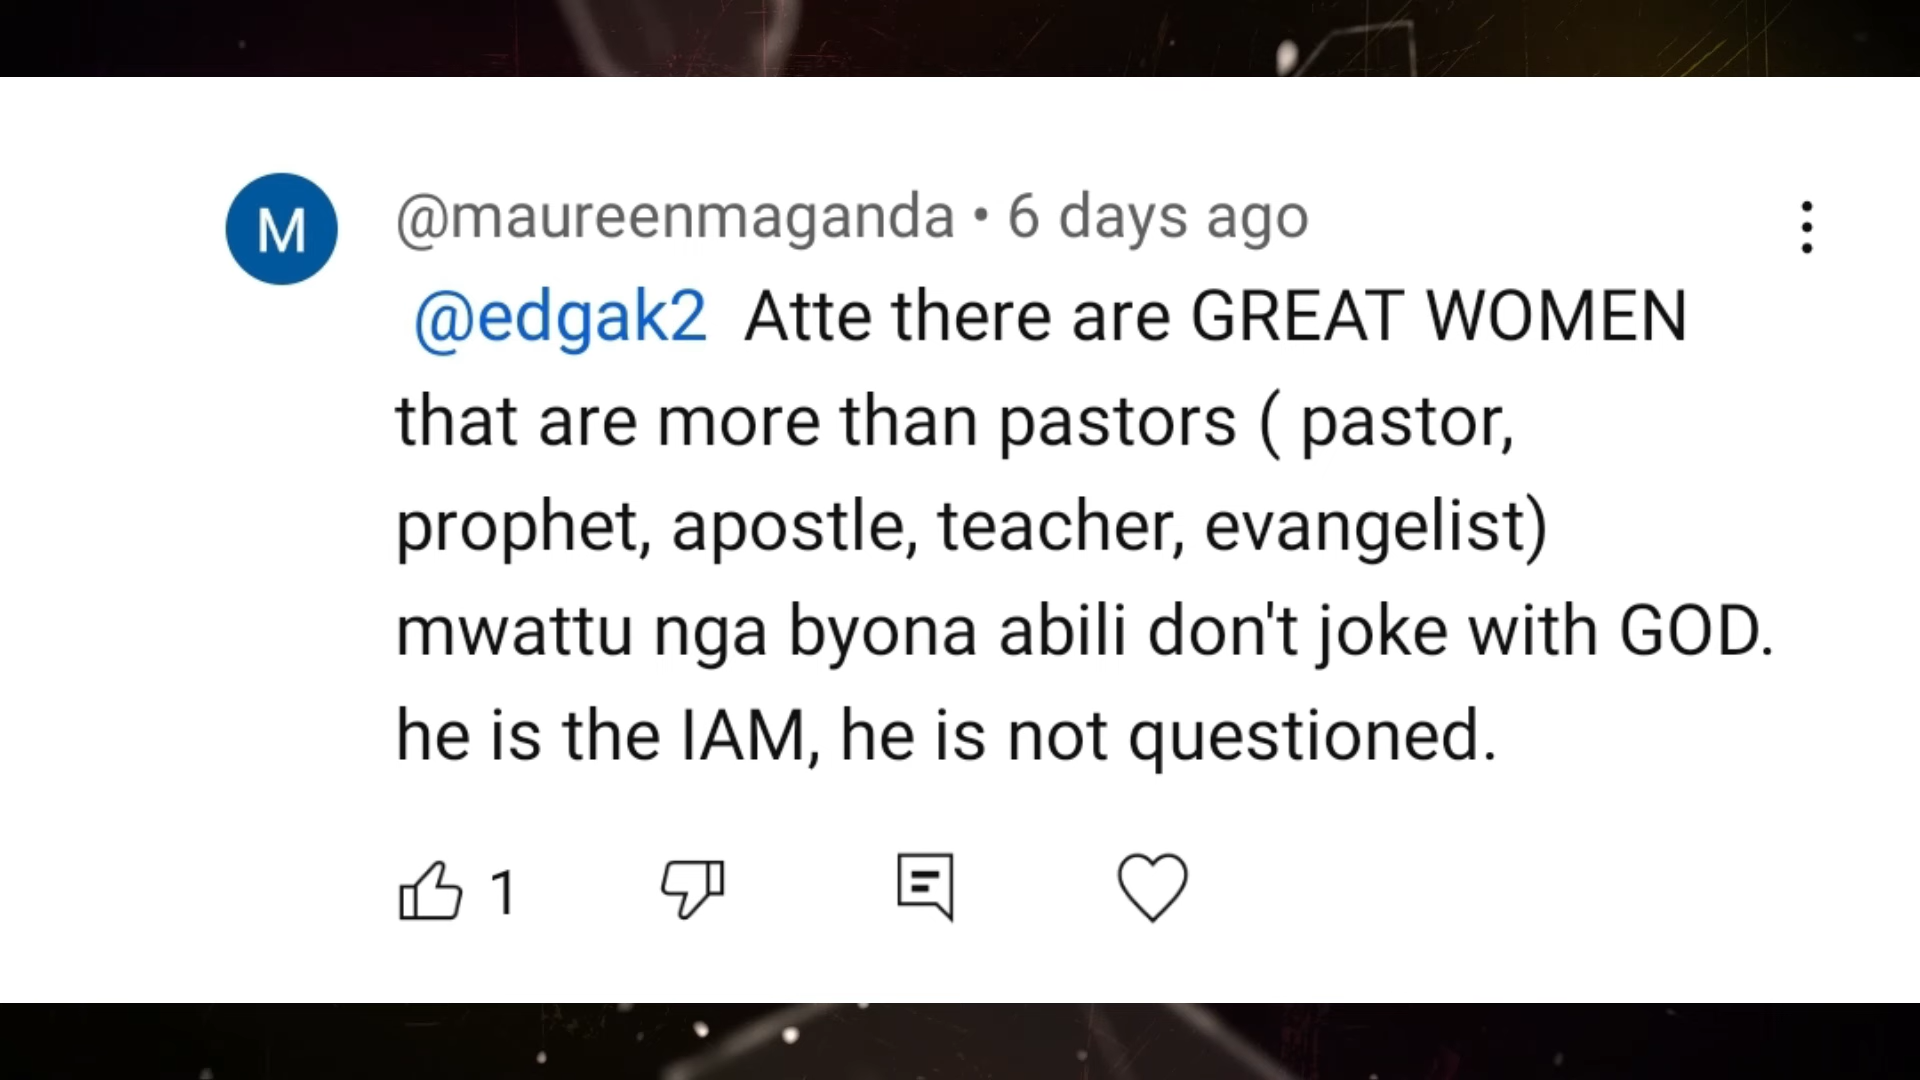 M
@maureenmaganda • 6 days ago
@edgak2 Atte there are GREAT WOMEN
that are more than pastors ( pastor,
prophet, apostle, teacher, evangelist)
mwattu nga byona abili don't joke with GOD.
he is the IAM, he is not questioned.
1